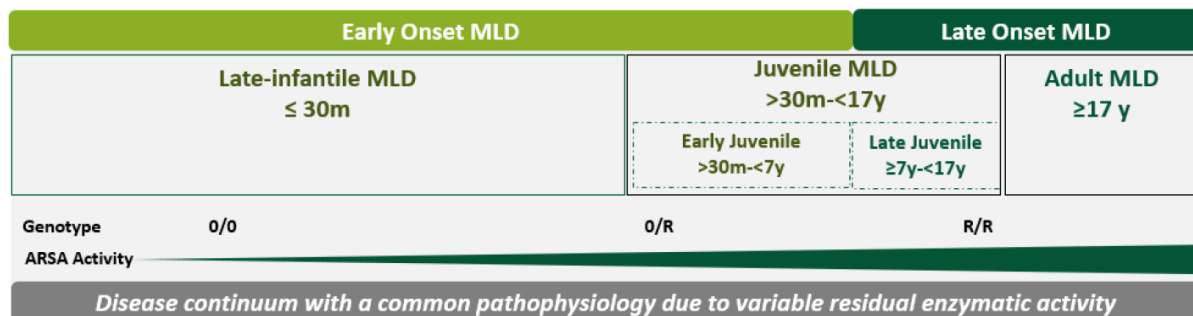 Early Onset MLD
Late Onset MLD
Late-infantile MLD
≤ 30m
Juvenile MLD
>30m-<17y
Early Juvenile
>30m-<7y
Late Juvenile
≥7y-<17y
Adult MLD
≥17 y
Genotype
0/0
0/R
R/R
ARSA Activity
Disease continuum with a common pathophysiology due to variable residual enzymatic activity